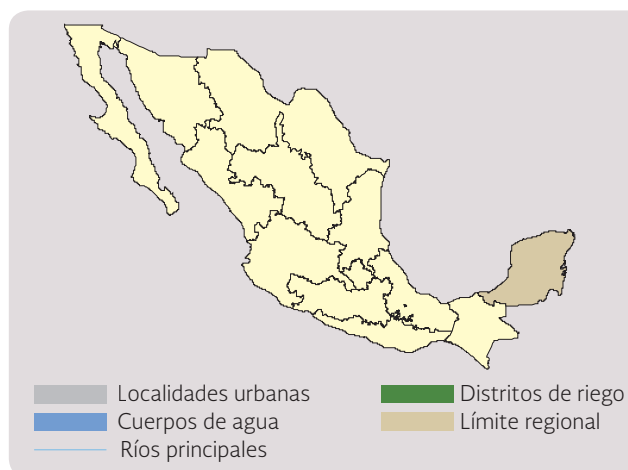 Localidades urbanas
Cuerpos de agua
Ríos principales
Distritos de riego
Límite regional